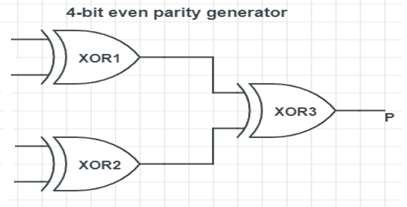 4-bit even parity generator
XOR1
XOR3
P
XOR2